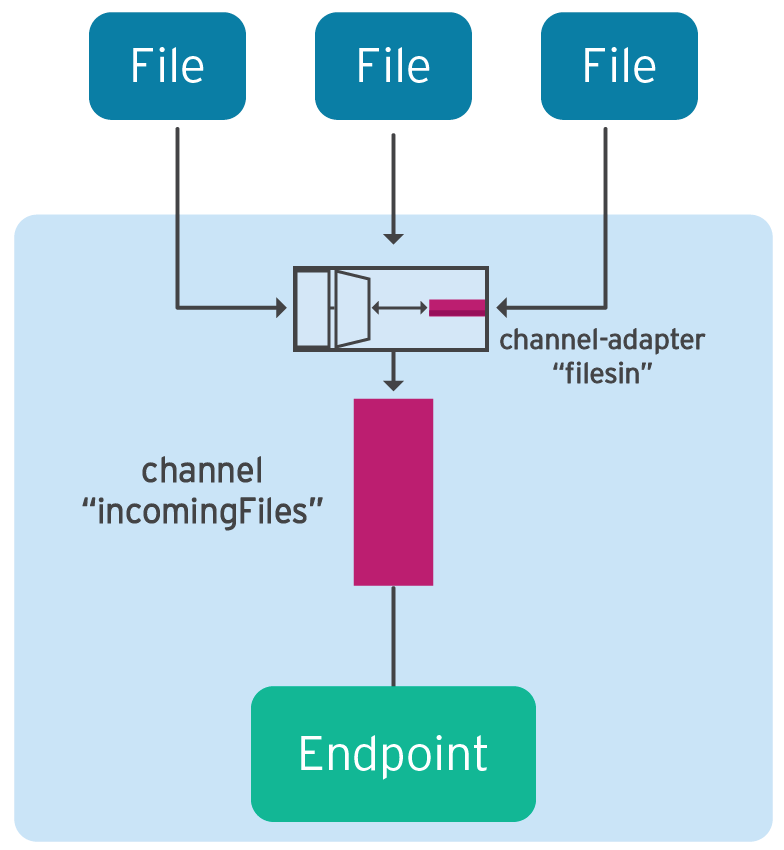 File
File
File
channel-adapter
“filesin”
channel
“incomingFiles”
Endpoint